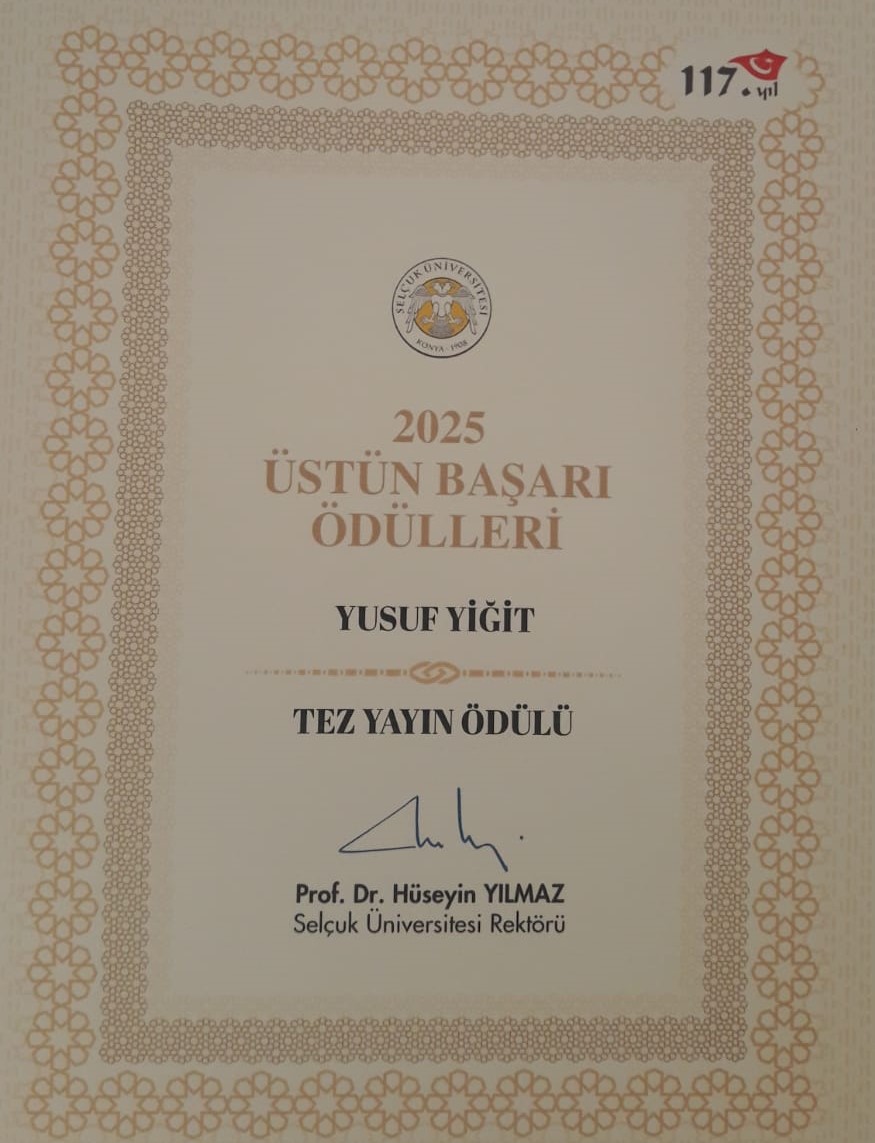 117. yıl
SELÇUK ÜNİVERSİTESİ
KONYA - 1908
2025
ÜSTÜN BAŞARI
ÖDÜLLERİ
YUSUF YİĞİT
TEZ YAYIN ÖDÜLÜ
Prof. Dr. Hüseyin YILMAZ
Selçuk Üniversitesi Rektörü